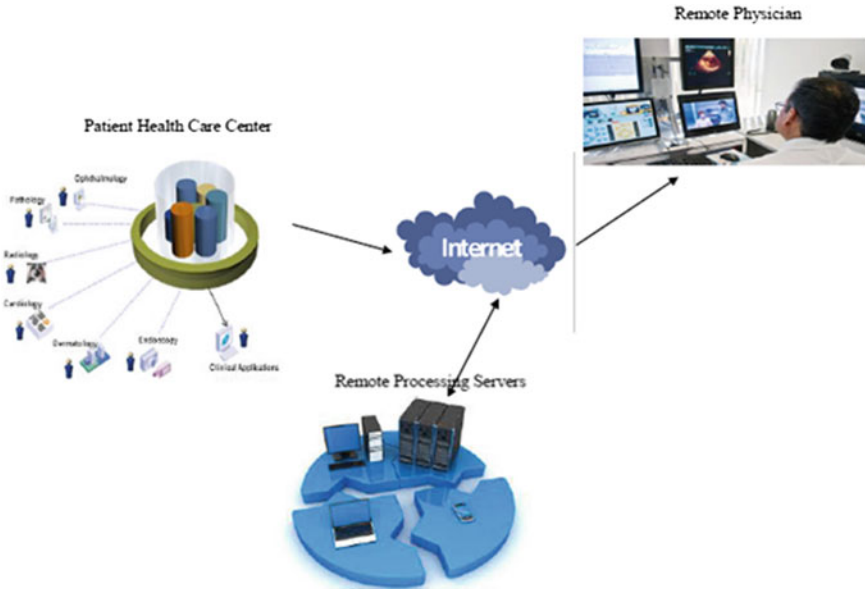 Remote Physician
Patient Health Care Center
Ophthalmology
Pathology
Radiology
Cardiology
Dermatology
Endoscopy
Clinical Applications
Internet
Remote Processing Servers